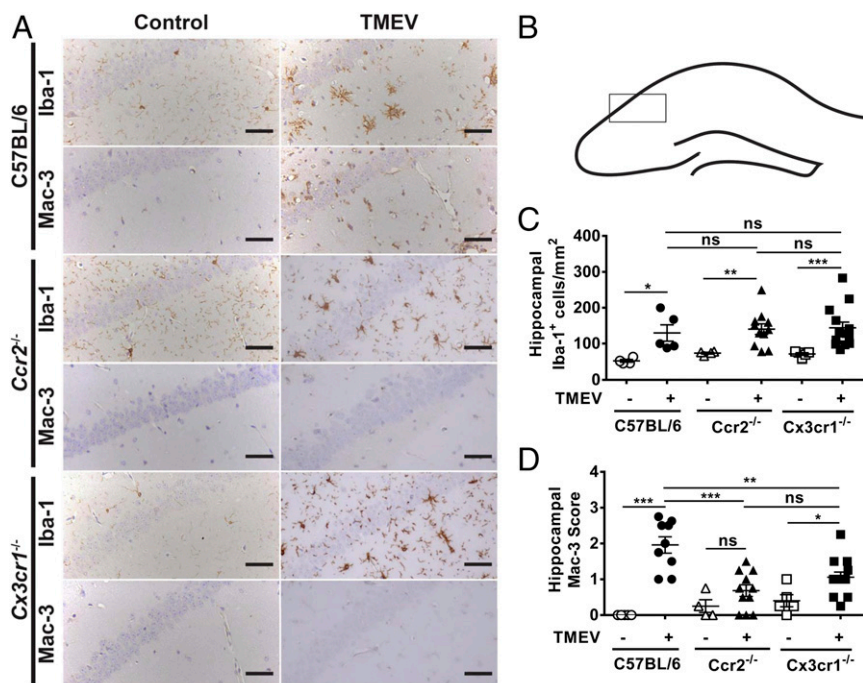 A
Control
TMEV
C57BL/6
Iba-1
Mac-3
Ccr2-/-
Iba-1
Mac-3
Cx3cr1-/-
Iba-1
Mac-3
B
C
Hippocampal
Iba-1+ cells/mm2
400
300
200
100
0
ns
ns
ns
*
**
***
TMEV
- + - + - +
C57BL/6 Ccr2-/- Cx3cr1-/-
D
Hippocampal
Mac-3 Score
4
3
2
1
0
**
***
***
ns
ns
*
TMEV
- + - + - +
C57BL/6 Ccr2-/- Cx3cr1-/-